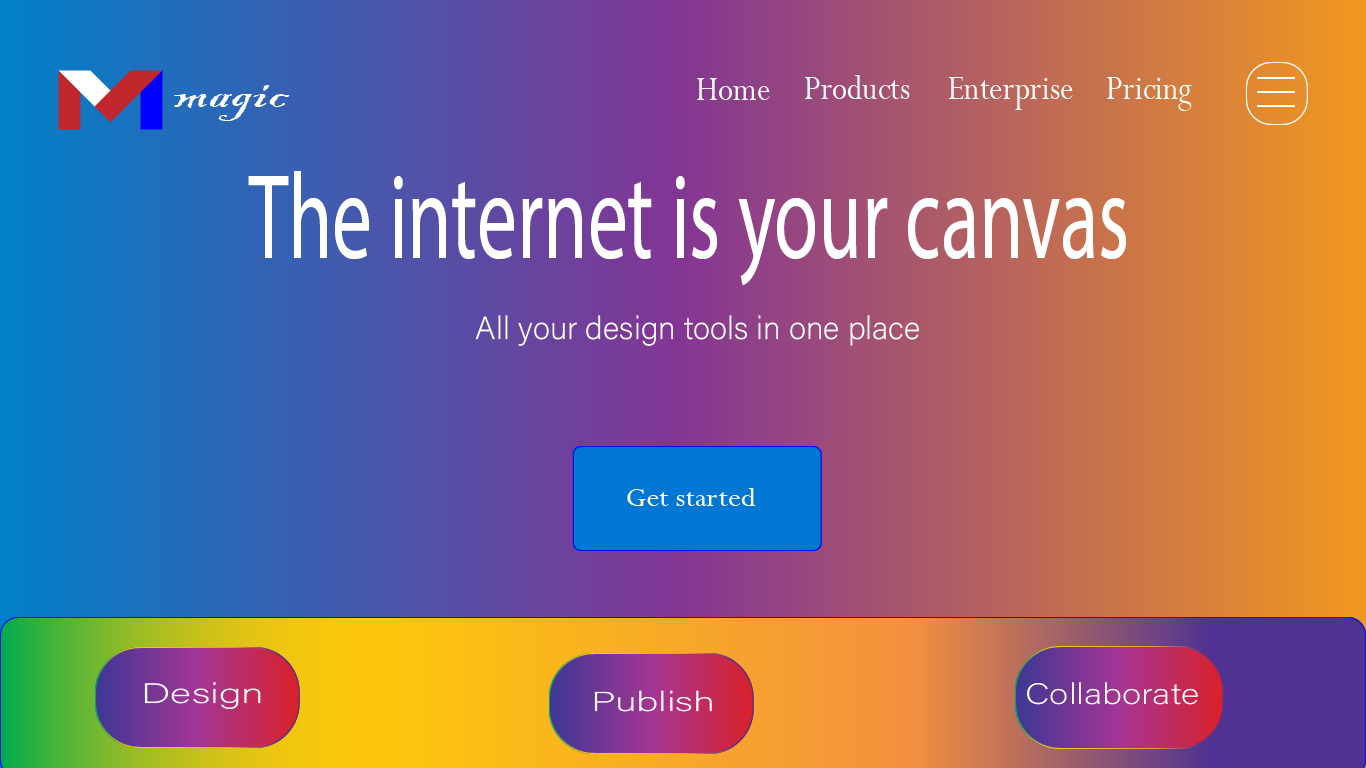 magic
Home Products Enterprise Pricing
The internet is your canvas
All your design tools in one place
Get started
Design Publish Collaborate